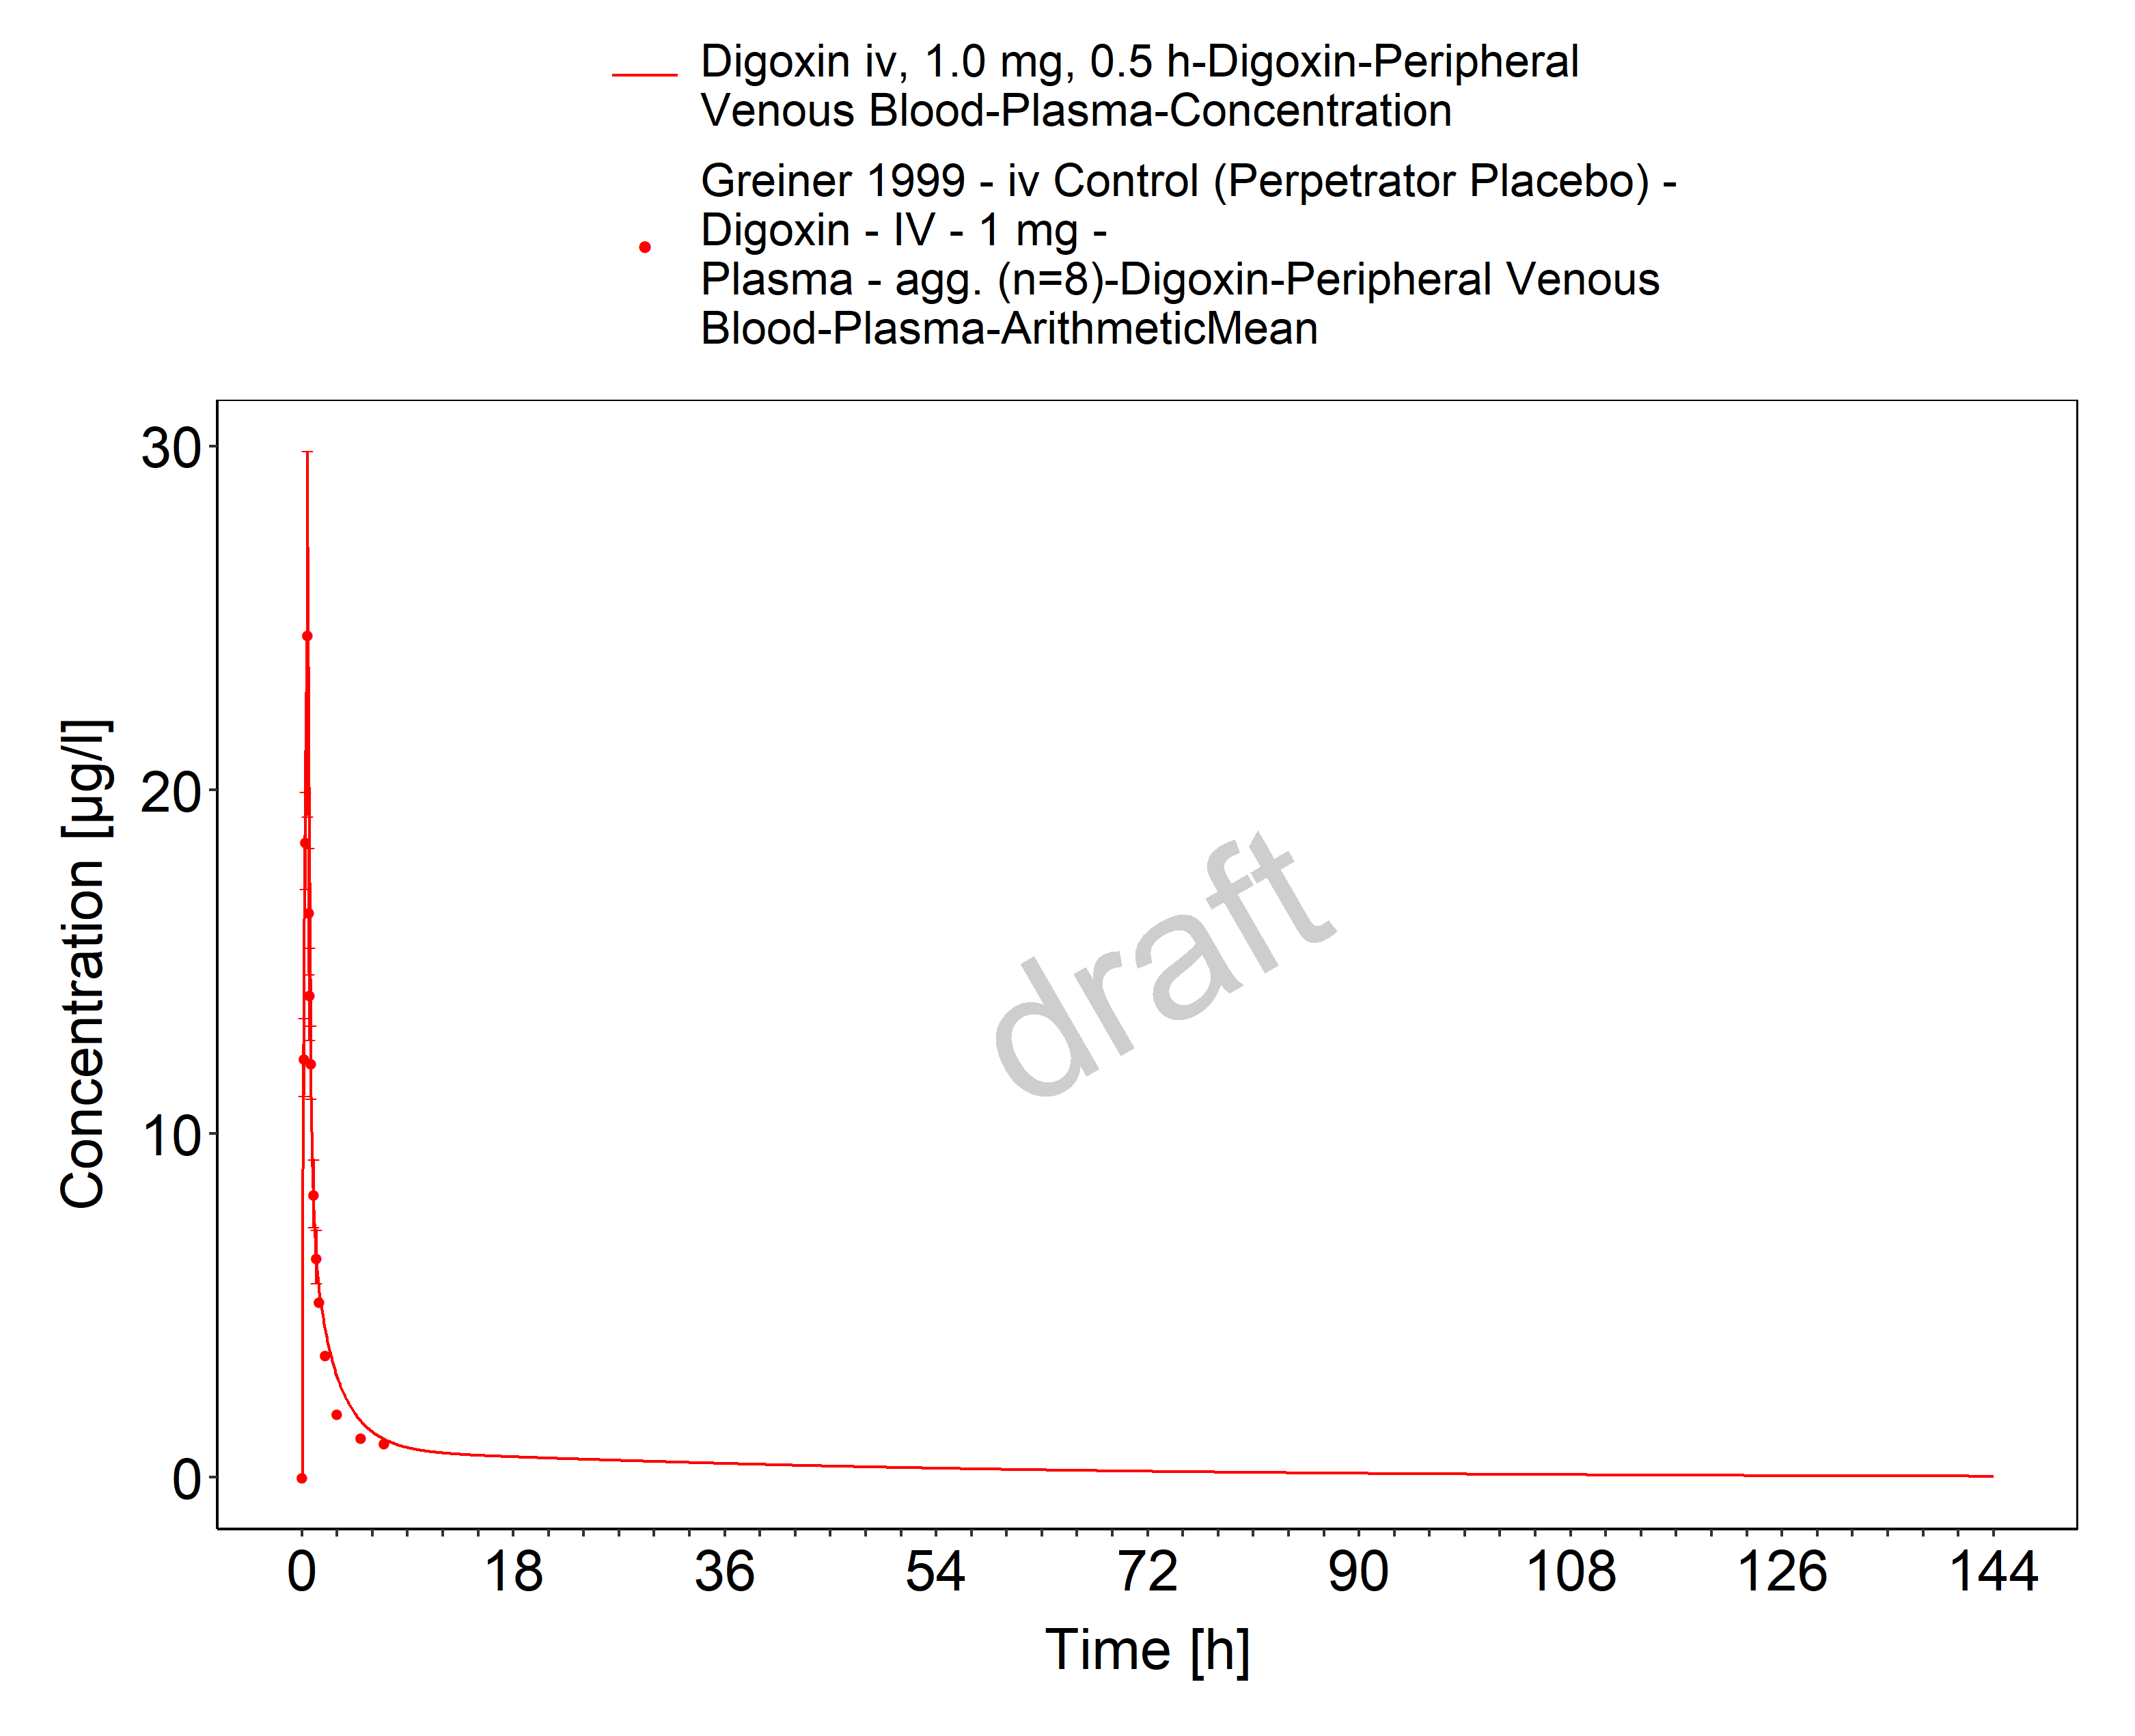 Digoxin iv, 1.0 mg, 0.5 h-Digoxin-Peripheral
Venous Blood-Plasma-Concentration
Greiner 1999 - iv Control (Perpetrator Placebo) -
Digoxin - IV - 1 mg -
Plasma - agg. (n=8)-Digoxin-Peripheral Venous
Blood-Plasma-ArithmeticMean
30
20
10
0
Concentration [µg/l]
draft
0 18 36 54 72 90 108 126 144
Time [h]